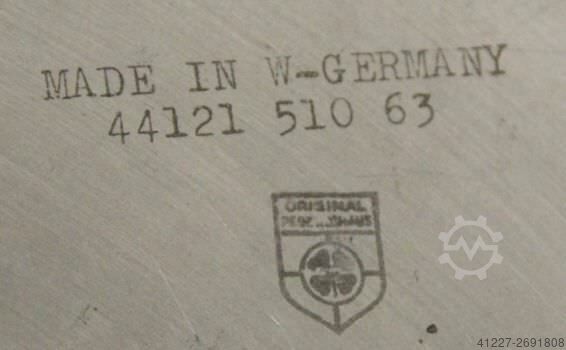 MADE IN W-GERMANY
44121 510 63
ORIGINAL
41227-2691808